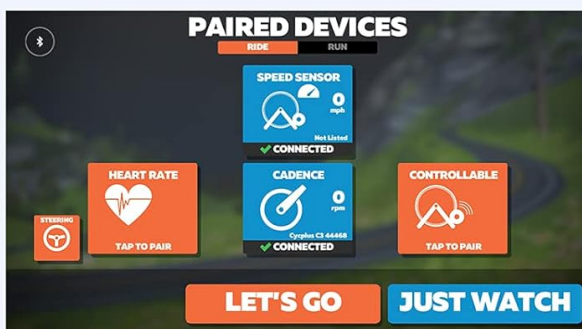 PAIRED DEVICES
RIDE
RUN
SPEED SENSOR
0
mph
Not Listed
CONNECTED
HEART RATE
TAP TO PAIR
CADENCE
0
rpm
Cycplus C3 44468
CONNECTED
CONTROLLABLE
TAP TO PAIR
STEERING
LET'S GO
JUST WATCH